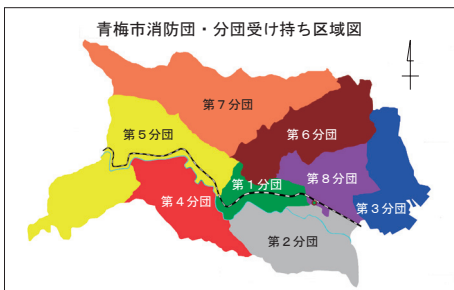 青梅市消防団・分団受け持ち区域図
第7分団
第5分団
第6分団
第1分団
第8分団
第4分団
第3分団
第2分団